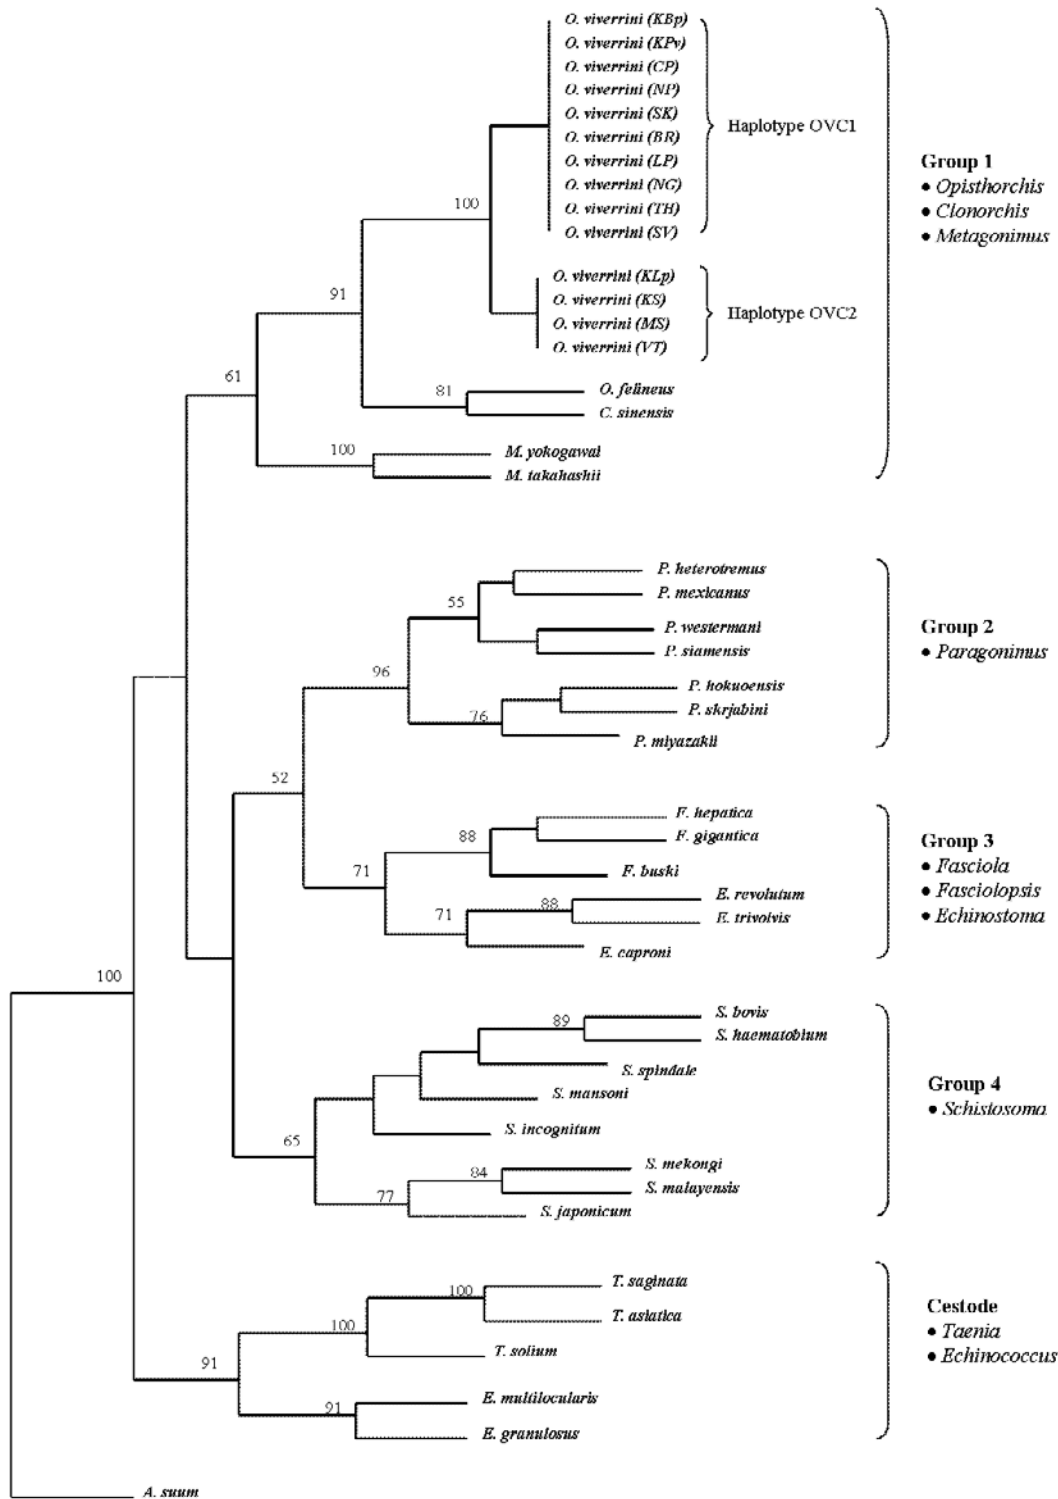 O. viverrini (KBp)
O. viverrini (KPv)
O. viverrini (CP)
O. viverrini (NP)
O. viverrini (SK)
O. viverrini (BR)
O. viverrini (LP)
O. viverrini (NG)
O. viverrini (TH)
O. viverrini (SV)
Haplotype OVC1
100
O. viverrini (KLp)
O. viverrini (KS)
O. viverrini (MS)
O. viverrini (VT)
Haplotype OVC2
91
O. felineus
C. sinensis
81
61
M. yokogawai
M. takahashii
100
Group 1
● Opisthorchis
● Clonorchis
● Metagonimus
P. heterotremus
P. mexicanus
55
P. westermani
P. siamensis
96
P. hokuoensis
P. skrjabini
76
P. miyazakii
Group 2
● Paragonimus
52
F. hepatica
F. gigantica
88
F. buski
71
E. revolutum
88
E. trivolvis
71
E. caproni
Group 3
● Fasciola
● Fasciolopsis
● Echinostoma
100
S. bovis
89
S. haematobium
S. spindale
S. mansoni
S. incognitum
65
S. mekongi
84
S. malayensis
77
S. japonicum
Group 4
● Schistosoma
T. saginata
100
T. asiatica
100
T. solium
91
E. multilocularis
91
E. granulosus
Cestode
● Taenia
● Echinococcus
A. suum